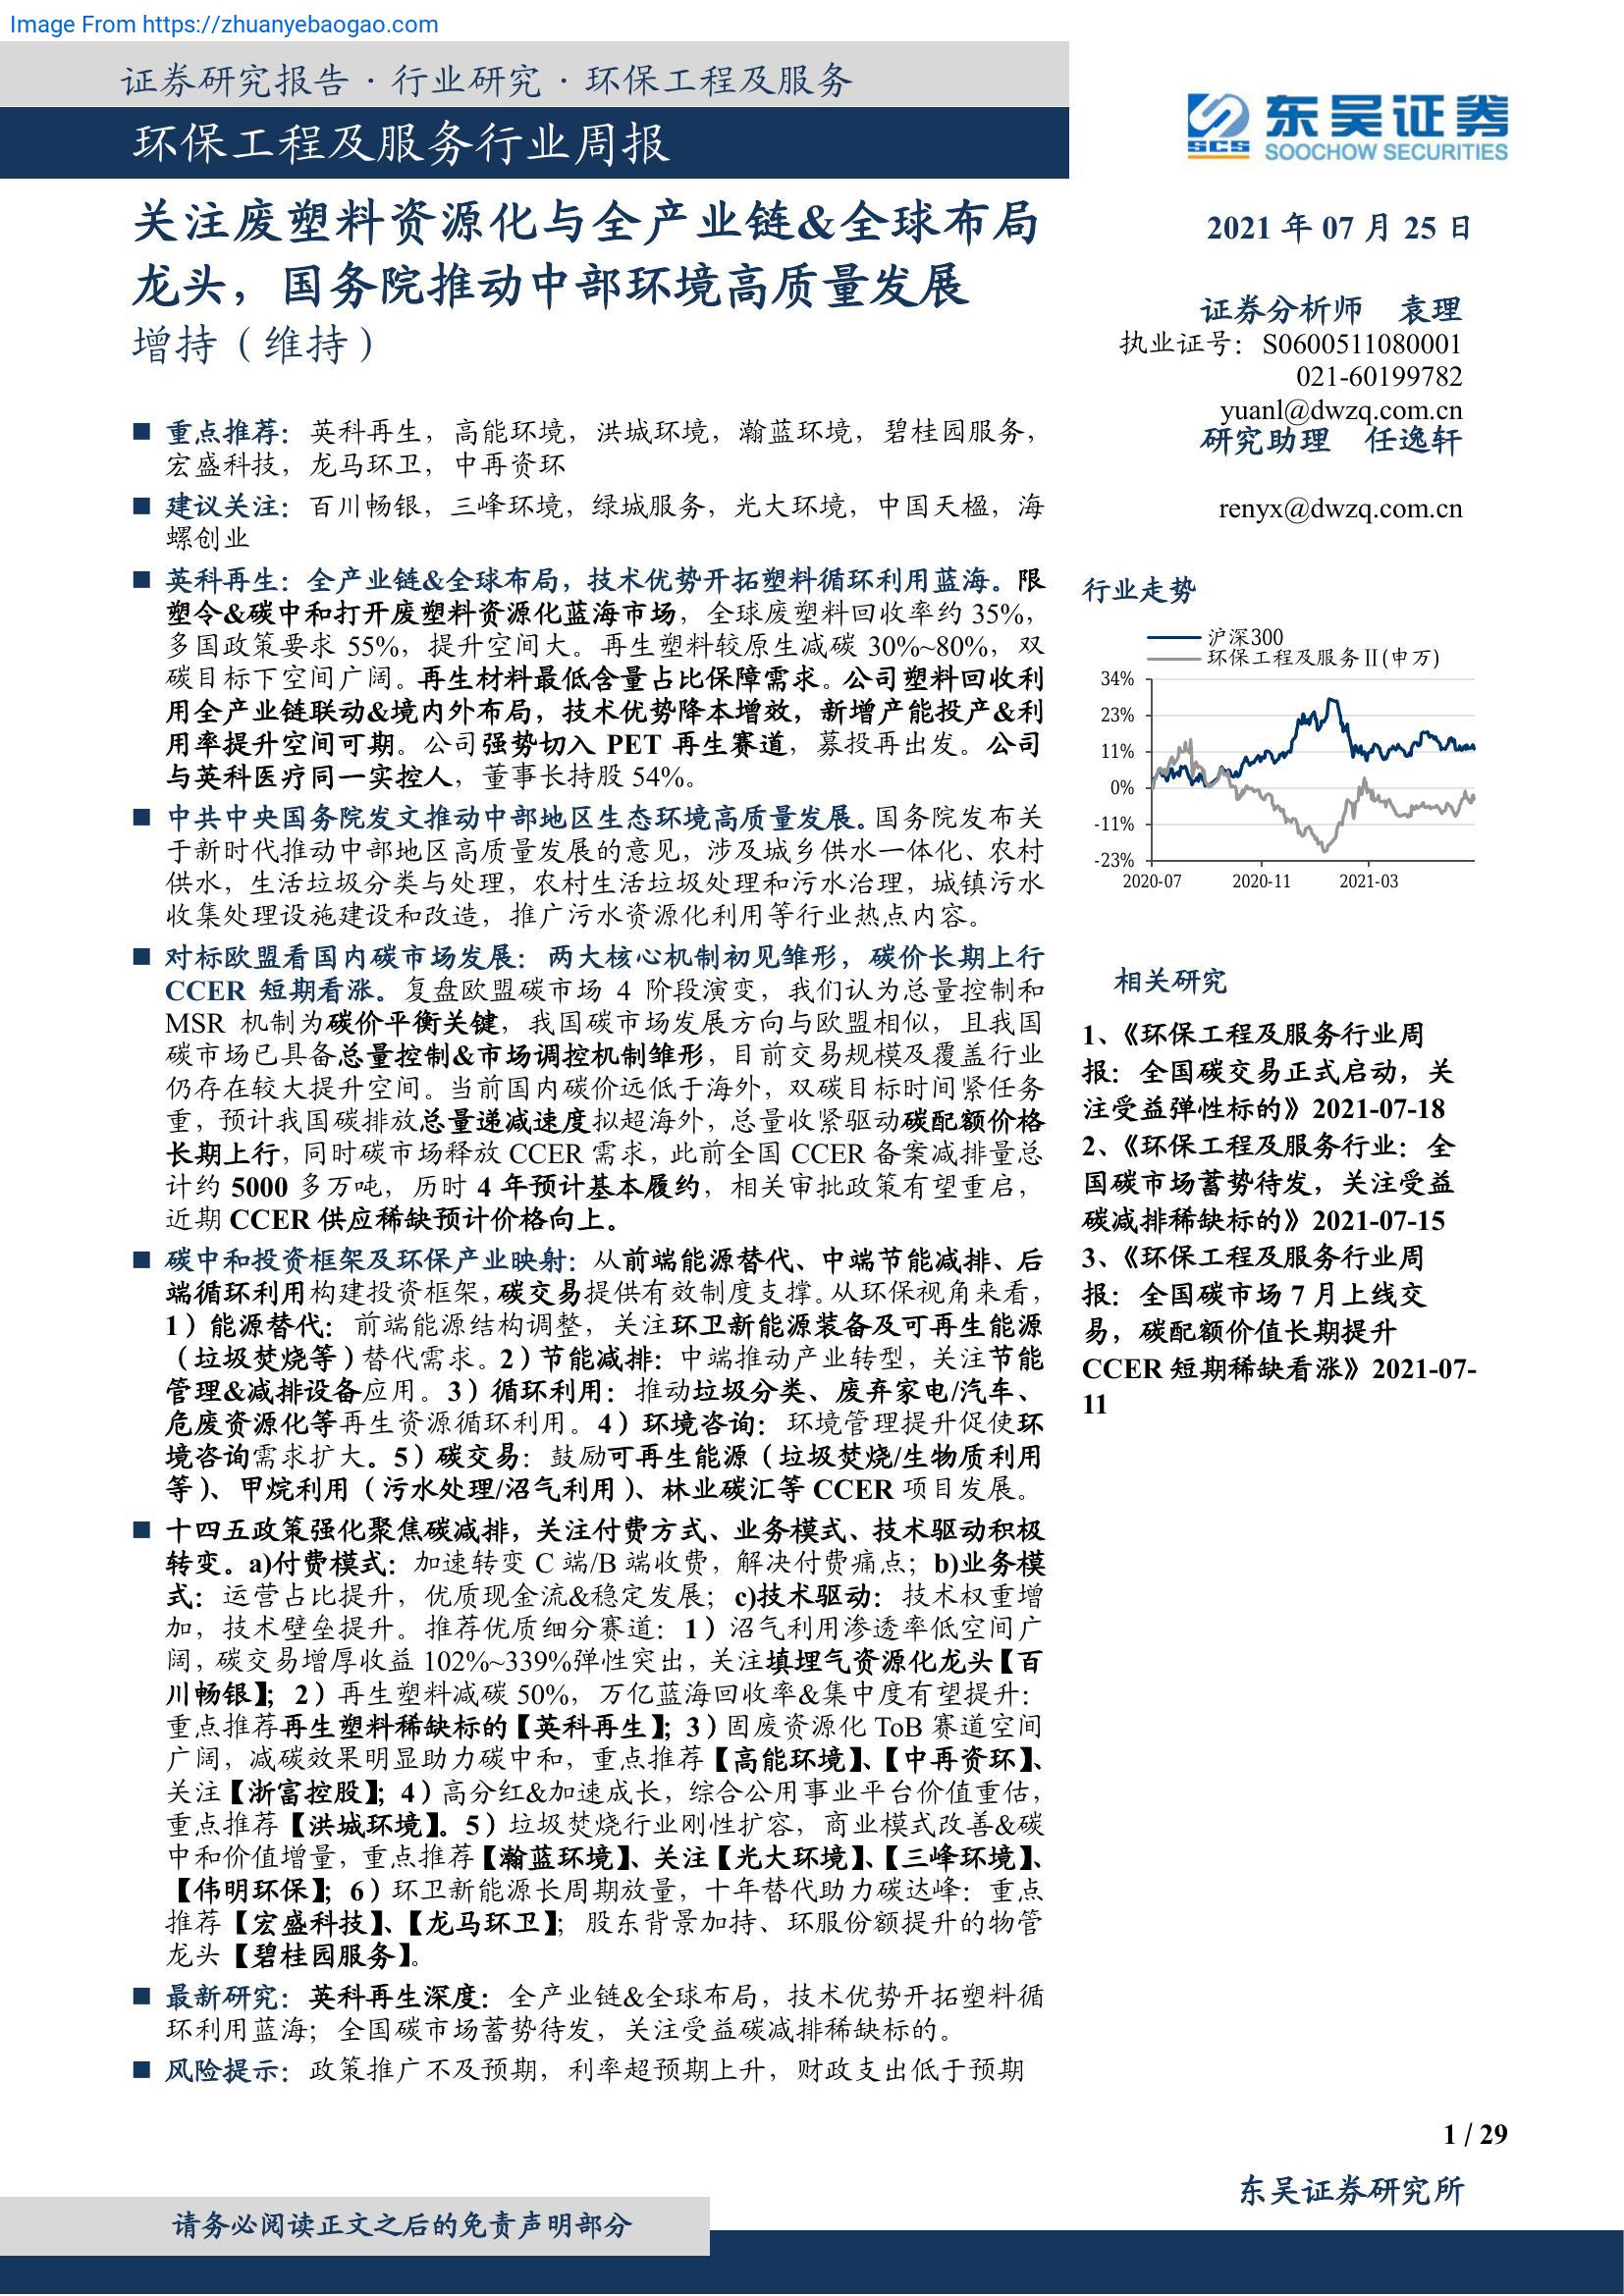 Image From https://zhuanyebaogao.com
证券研究报告·行业研究·环保工程及服务
环保工程及服务行业周报
东吴证券
SCS
SOOCHOW SECURITIES
关注废塑料资源化与全产业链&全球布局
龙头，国务院推动中部环境高质量发展
增持（维持）
■ 重点推荐：英科再生，高能环境，洪城环境，瀚蓝环境，碧桂园服务，
宏盛科技，龙马环卫，中再资环
■ 建议关注：百川畅银，三峰环境，绿城服务，光大环境，中国天楹，海
螺创业
■ 英科再生：全产业链&全球布局，技术优势开拓塑料循环利用蓝海。限
塑令&碳中和打开废塑料资源化蓝海市场，全球废塑料回收率约 35%，
多国政策要求 55%，提升空间大。再生塑料较原生减碳 30%~80%，双
碳目标下空间广阔。再生材料最低含量占比保障需求。公司塑料回收利
用全产业链联动&境内外布局，技术优势降本增效，新增产能投产&利
用率提升空间可期。公司强势切入 PET 再生赛道，募投再出发。公司
与英科医疗同一实控人，董事长持股 54%。
■ 中共中央国务院发文推动中部地区生态环境高质量发展。国务院发布关
于新时代推动中部地区高质量发展的意见，涉及城乡供水一体化、农村
供水，生活垃圾分类与处理，农村生活垃圾处理和污水治理，城镇污水
收集处理设施建设和改造，推广污水资源化利用等行业热点内容。
■ 对标欧盟看国内碳市场发展：两大核心机制初见雏形，碳价长期上行
CCER 短期看涨。复盘欧盟碳市场 4 阶段演变，我们认为总量控制和
MSR 机制为碳价平衡关键，我国碳市场发展方向与欧盟相似，且我国
碳市场已具备总量控制&市场调控机制雏形，目前交易规模及覆盖行业
仍存在较大提升空间。当前国内碳价远低于海外，双碳目标时间紧任务
重，预计我国碳排放总量递减速度拟超海外，总量收紧驱动碳配额价格
长期上行，同时碳市场释放 CCER 需求，此前全国 CCER 备案减排量总
计约 5000 多万吨，历时 4 年预计基本履约，相关审批政策有望重启，
近期 CCER 供应稀缺预计价格向上。
■ 碳中和投资框架及环保产业映射：从前端能源替代、中端节能减排、后
端循环利用构建投资框架，碳交易提供有效制度支撑。从环保视角来看，
1）能源替代：前端能源结构调整，关注环卫新能源装备及可再生能源
（垃圾焚烧等）替代需求。2）节能减排：中端推动产业转型，关注节能
管理&减排设备应用。3）循环利用：推动垃圾分类、废弃家电/汽车、
危废资源化等再生资源循环利用。4）环境咨询：环境管理提升促使环
境咨询需求扩大。5）碳交易：鼓励可再生能源（垃圾焚烧/生物质利用
等）、甲烷利用（污水处理/沼气利用）、林业碳汇等 CCER 项目发展。
■ 十四五政策强化聚焦碳减排，关注付费方式、业务模式、技术驱动积极
转变。a)付费模式：加速转变 C 端/B 端收费，解决付费痛点；b)业务模
式：运营占比提升，优质现金流&稳定发展；c)技术驱动：技术权重增
加，技术壁垒提升。推荐优质细分赛道：1）沼气利用渗透率低空间广
阔，碳交易增厚收益 102%~339%弹性突出，关注填埋气资源化龙头【百
川畅银】；2）再生塑料减碳 50%，万亿蓝海回收率&集中度有望提升：
重点推荐再生塑料稀缺标的【英科再生】；3）固废资源化 ToB 赛道空间
广阔，减碳效果明显助力碳中和，重点推荐【高能环境】、【中再资环】、
关注【浙富控股】；4）高分红&加速成长，综合公用事业平台价值重估，
重点推荐【洪城环境】。5）垃圾焚烧行业刚性扩容，商业模式改善&碳
中和价值增量，重点推荐【瀚蓝环境】、关注【光大环境】、【三峰环境】、
【伟明环保】；6）环卫新能源长周期放量，十年替代助力碳达峰：重点
推荐【宏盛科技】、【龙马环卫】；股东背景加持、环服份额提升的物管
龙头【碧桂园服务】。
■ 最新研究：英科再生深度：全产业链&全球布局，技术优势开拓塑料循
环利用蓝海；全国碳市场蓄势待发，关注受益碳减排稀缺标的。
■ 风险提示：政策推广不及预期，利率超预期上升，财政支出低于预期
2021 年 07 月 25 日
证券分析师 袁理
执业证号：S0600511080001
021-60199782
yuanl@dwzq.com.cn
研究助理 任逸轩
renyx@dwzq.com.cn
行业走势
沪深300
环保工程及服务Ⅱ(申万)
34%
23%
11%
0%
-11%
-23%
2020-07 2020-11 2021-03
相关研究
1、《环保工程及服务行业周
报：全国碳交易正式启动，关
注受益弹性标的》2021-07-18
2、《环保工程及服务行业：全
国碳市场蓄势待发，关注受益
碳减排稀缺标的》2021-07-15
3、《环保工程及服务行业周
报：全国碳市场 7 月上线交
易，碳配额价值长期提升
CCER 短期稀缺看涨》2021-07-
11
1 / 29
东吴证券研究所
请务必阅读正文之后的免责声明部分